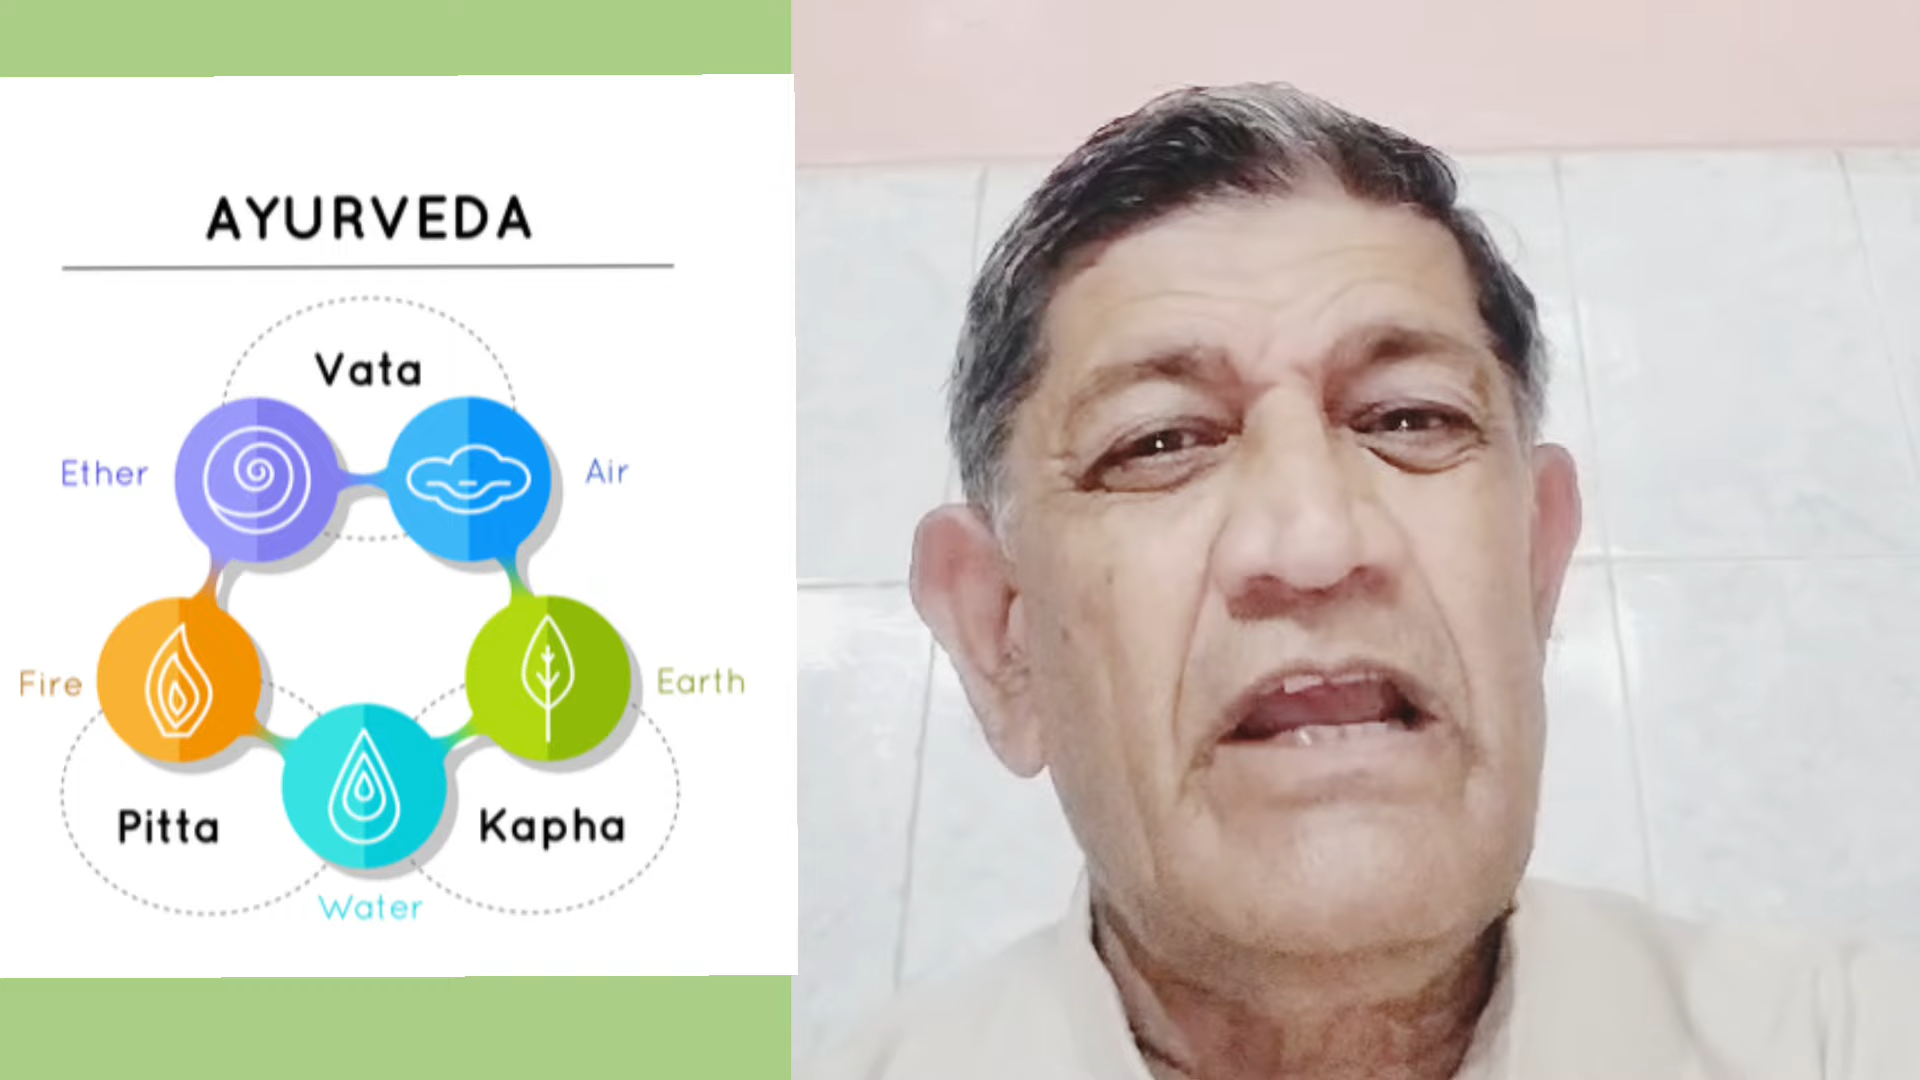 AYURVEDA
Vata
Ether
Air
Fire
Earth
Pitta
Kapha
Water